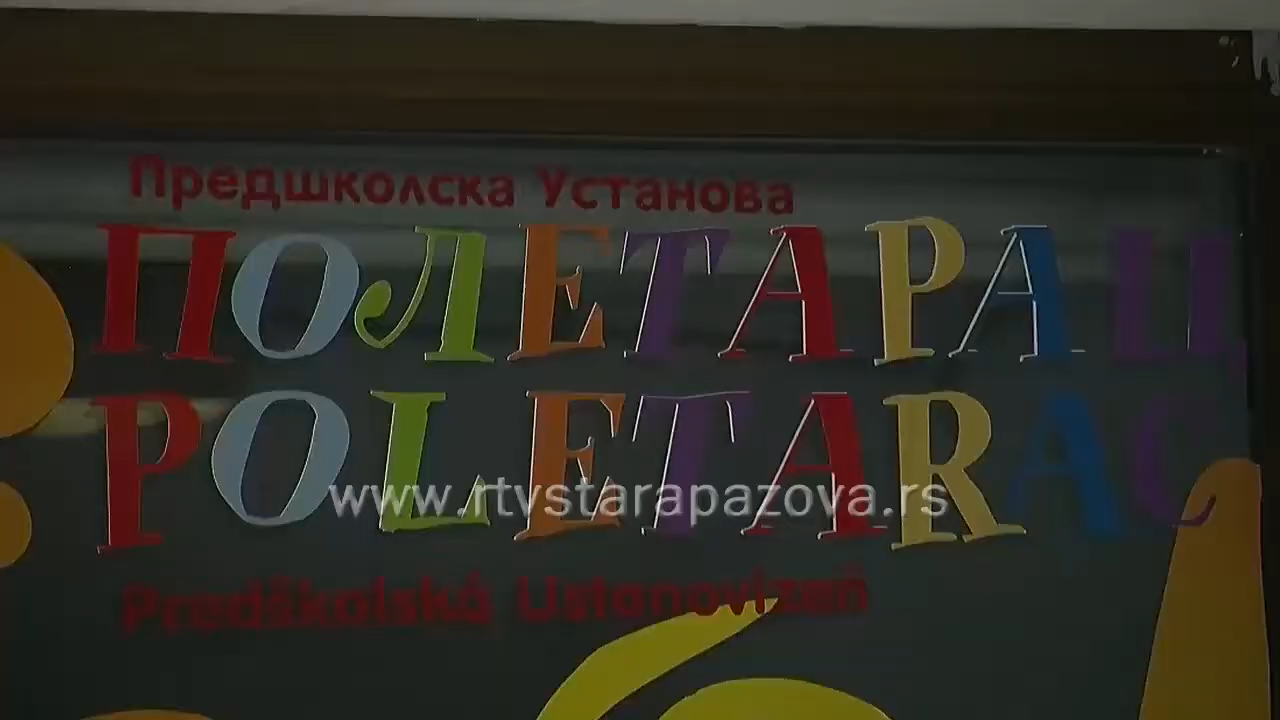 Предшколска Установа
ПОЛЕТАРАЦ
POLETARAC
www.rtvstarapazova.rs
Predškolská Ustanovizeň